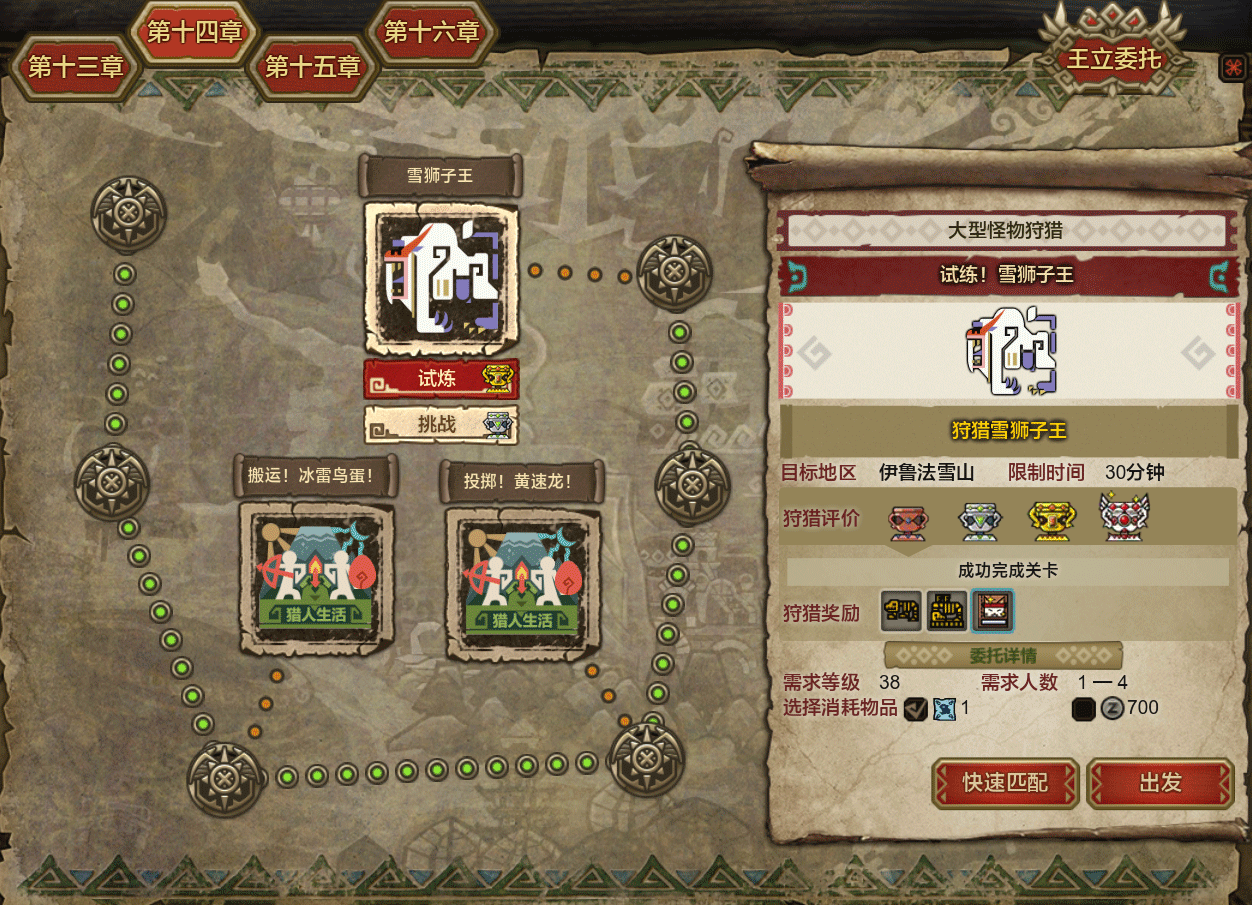 第十三章
第十四章
第十五章
第十六章
王立委托
雪狮子王
试炼
挑战
搬运！冰雷鸟蛋！
猎人生活
投掷！黄速龙！
猎人生活
大型怪物狩猎
试练！雪狮子王
狩猎雪狮子王
目标地区 伊鲁法雪山 限制时间 30分钟
狩猎评价
成功完成关卡
狩猎奖励
委托详情
需求等级 38 需求人数 1 — 4
选择消耗物品 1 Z 700
快速匹配
出发